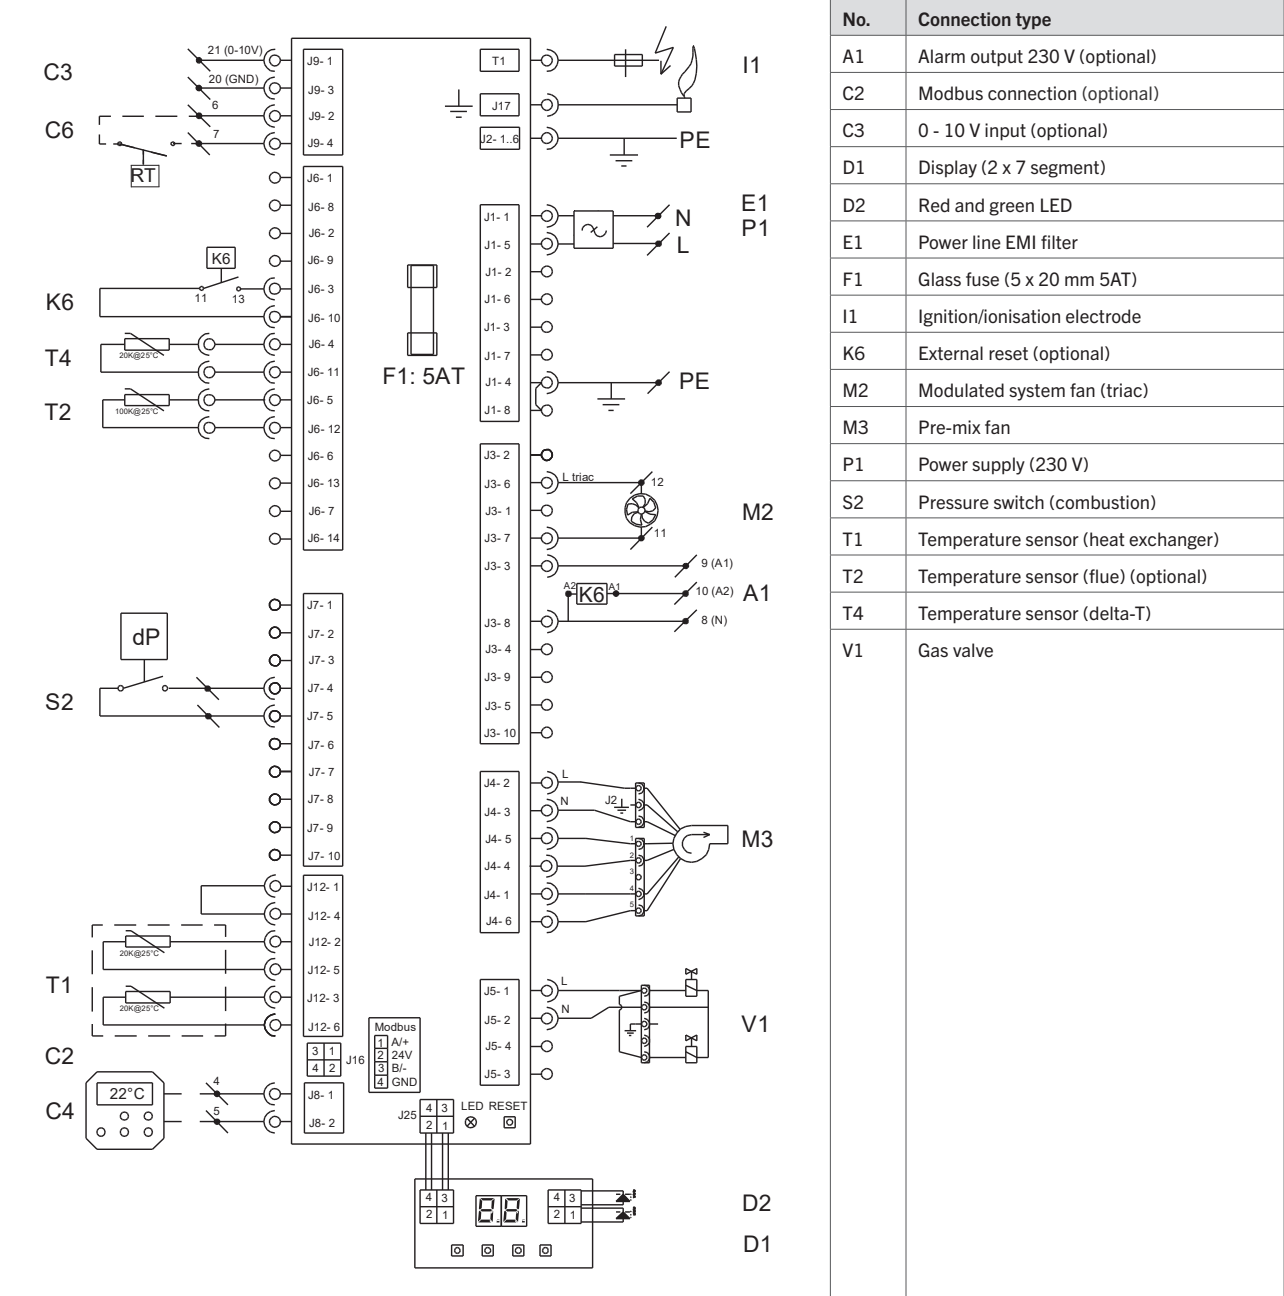 C3
21 (0-10V)
20 (GND)
C6
6
7
RT
J9- 1
J9- 3
J9- 2
J9- 4
J6- 1
J6- 8
J6- 2
J6- 9
J6- 3
J6- 10
J6- 4
J6- 11
J6- 5
J6- 12
J6- 6
J6- 13
J6- 7
J6- 14
K6
K6
11 13
T4
20K@25°C
T2
100K@25°C
F1: 5AT
J7- 1
J7- 2
J7- 3
J7- 4
J7- 5
J7- 6
J7- 7
J7- 8
J7- 9
J7- 10
dP
S2
J12- 1
J12- 4
J12- 2
J12- 5
J12- 3
J12- 6
T1
20K@25°C
20K@25°C
C2
3 1
4 2
J16
Modbus
1 A/+
2 24V
3 B/-
4 GND
C4
22°C
4
5
J8- 1
J8- 2
J25
4 3
2 1
LED RESET
4 3
2 1
88
4 3
2 1
D2
D1
T1
J17
J2- 1..6
I1
PE
J1- 1
J1- 5
J1- 2
J1- 6
J1- 3
J1- 7
J1- 4
J1- 8
N
L
E1
P1
PE
J3- 2
J3- 6
J3- 1
J3- 7
J3- 3
J3- 8
J3- 4
J3- 9
J3- 5
J3- 10
L triac
12
11
M2
9 (A1)
A2 K6 A1
10 (A2)
8 (N)
A1
J4- 2
J4- 3
J4- 5
J4- 4
J4- 1
J4- 6
L
N
J2
1
2
3
4
5
M3
J5- 1
J5- 2
J5- 4
J5- 3
L
N
V1
No. Connection type
A1 Alarm output 230 V (optional)
C2 Modbus connection (optional)
C3 0 - 10 V input (optional)
D1 Display (2 x 7 segment)
D2 Red and green LED
E1 Power line EMI filter
F1 Glass fuse (5 x 20 mm 5AT)
I1 Ignition/ionisation electrode
K6 External reset (optional)
M2 Modulated system fan (triac)
M3 Pre-mix fan
P1 Power supply (230 V)
S2 Pressure switch (combustion)
T1 Temperature sensor (heat exchanger)
T2 Temperature sensor (flue) (optional)
T4 Temperature sensor (delta-T)
V1 Gas valve